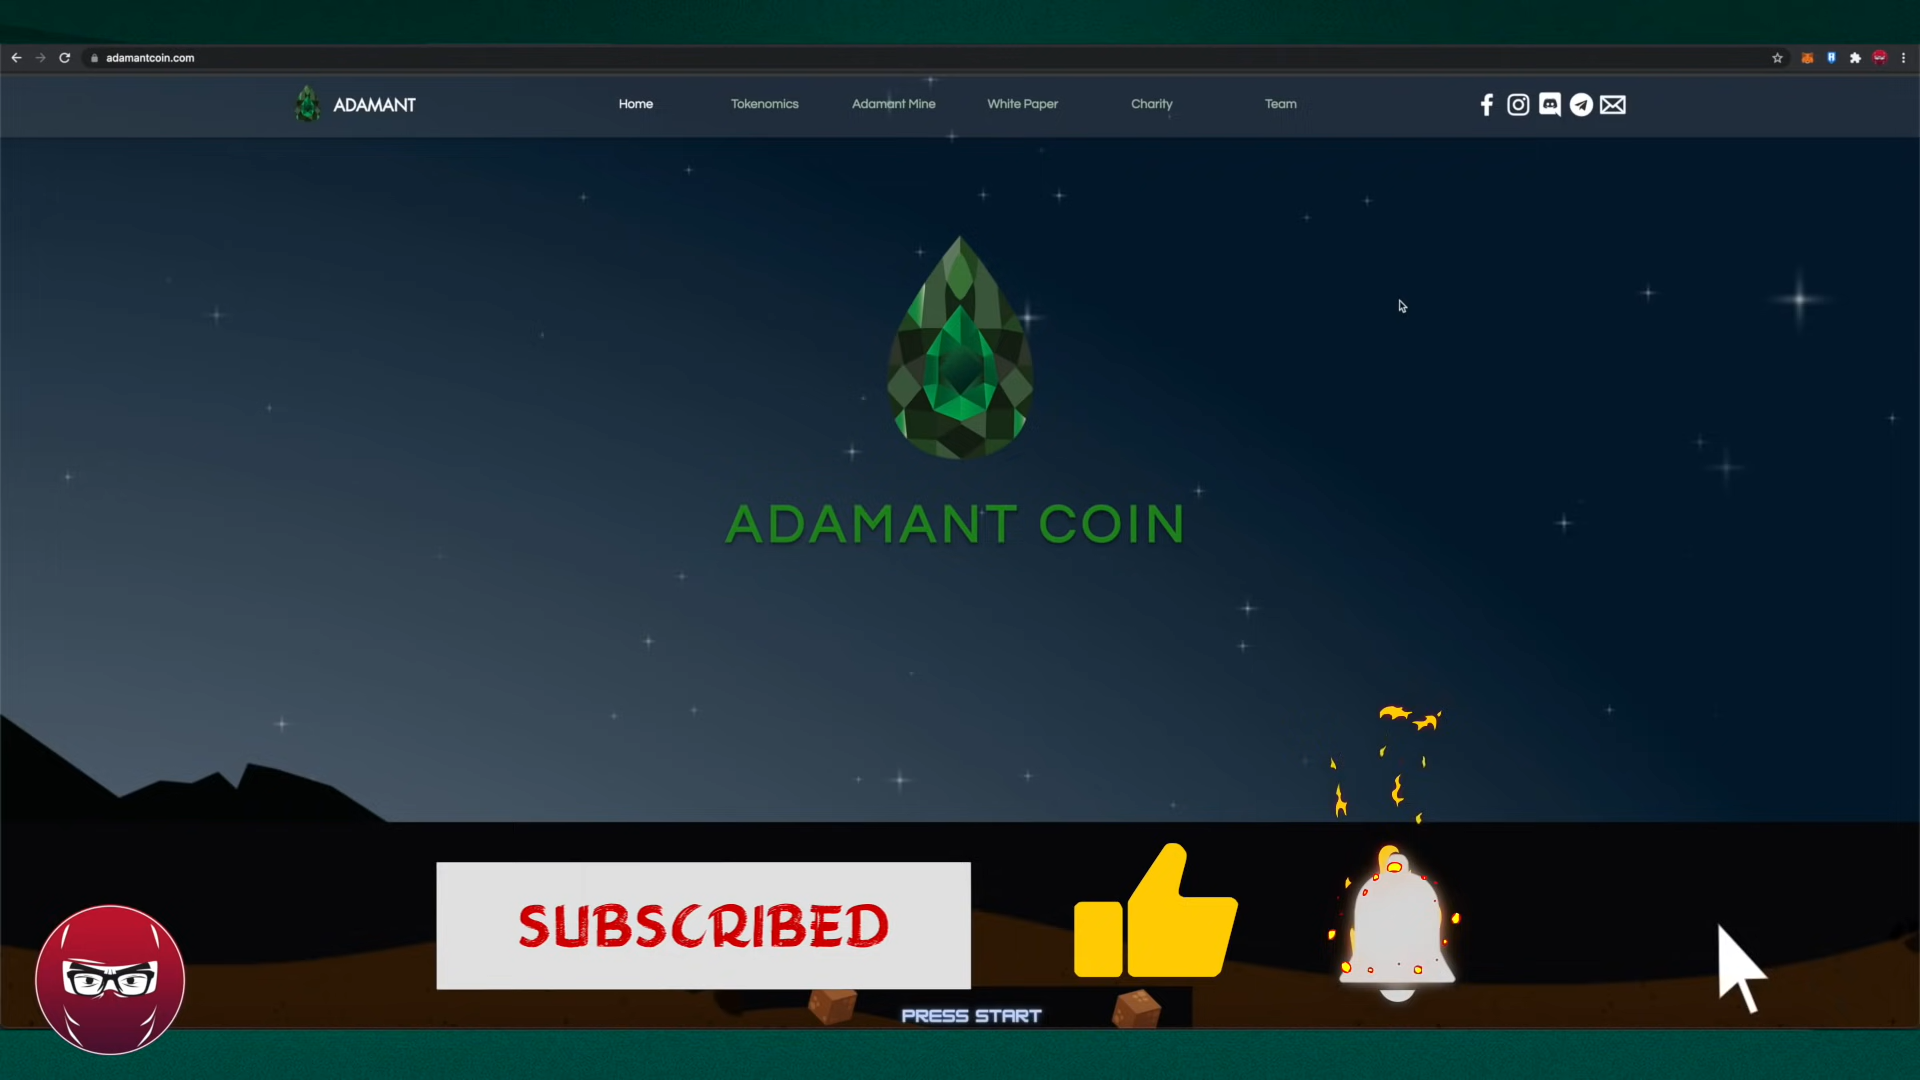 adamantcoin.com
ADAMANT
Home
Tokenomics
Adamant Mine
White Paper
Charity
Team
ADAMANT COIN
SUBSCRIBED
PRESS START